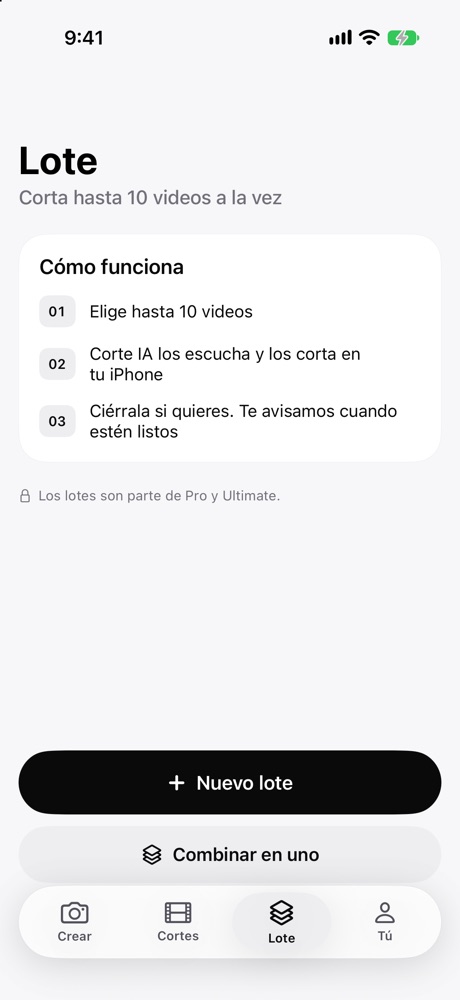 9:41
Lote
Corta hasta 10 videos a la vez
Cómo funciona
01 Elige hasta 10 videos
02 Corte IA los escucha y los corta en
tu iPhone
03 Ciérrala si quieres. Te avisamos cuando
estén listos
Los lotes son parte de Pro y Ultimate.
+ Nuevo lote
Combinar en uno
Crear Cortes Lote Tú